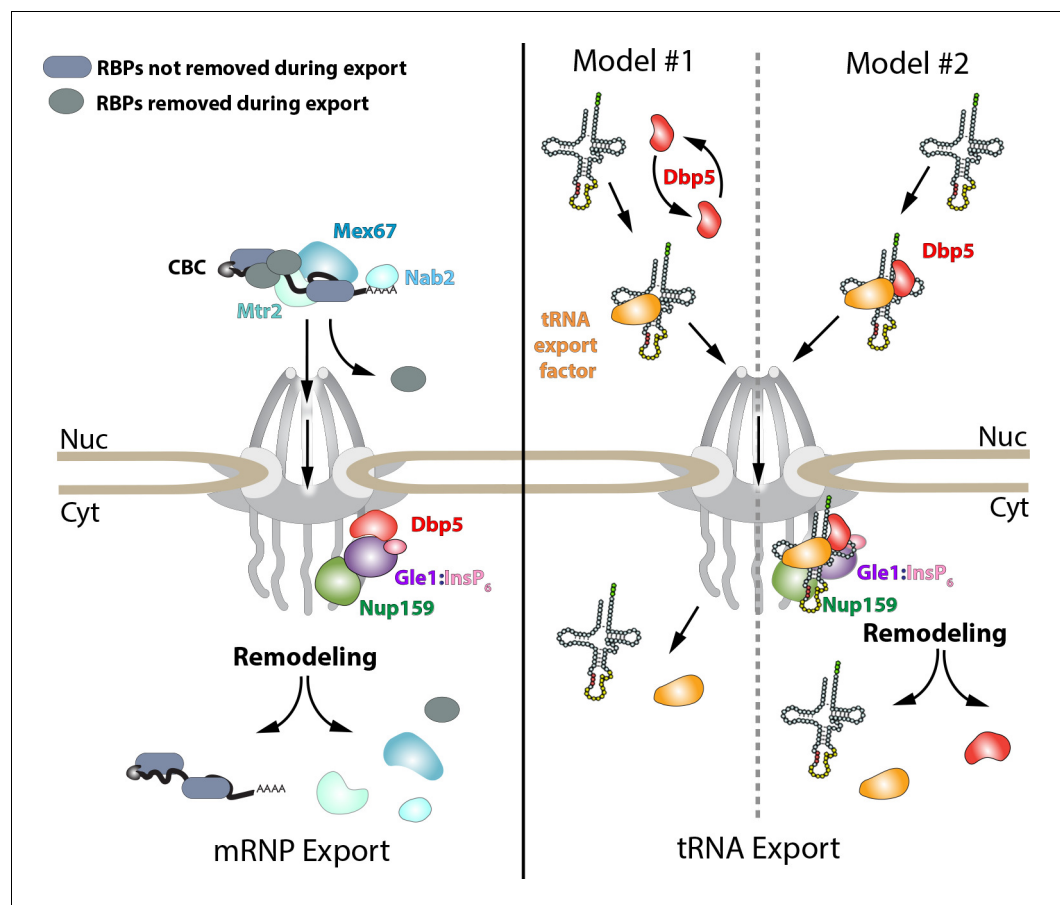 RBPs not removed during export
RBPs removed during export
CBC
Mex67
Nab2
Mtr2
AAAA
Nuc
Cyt
Dbp5
Gle1:InsP6
Nup159
Remodeling
AAAA
mRNP Export
Model #1
Model #2
Dbp5
Dbp5
tRNA
export
factor
Nuc
Cyt
Gle1:InsP6
Nup159
Remodeling
tRNA Export